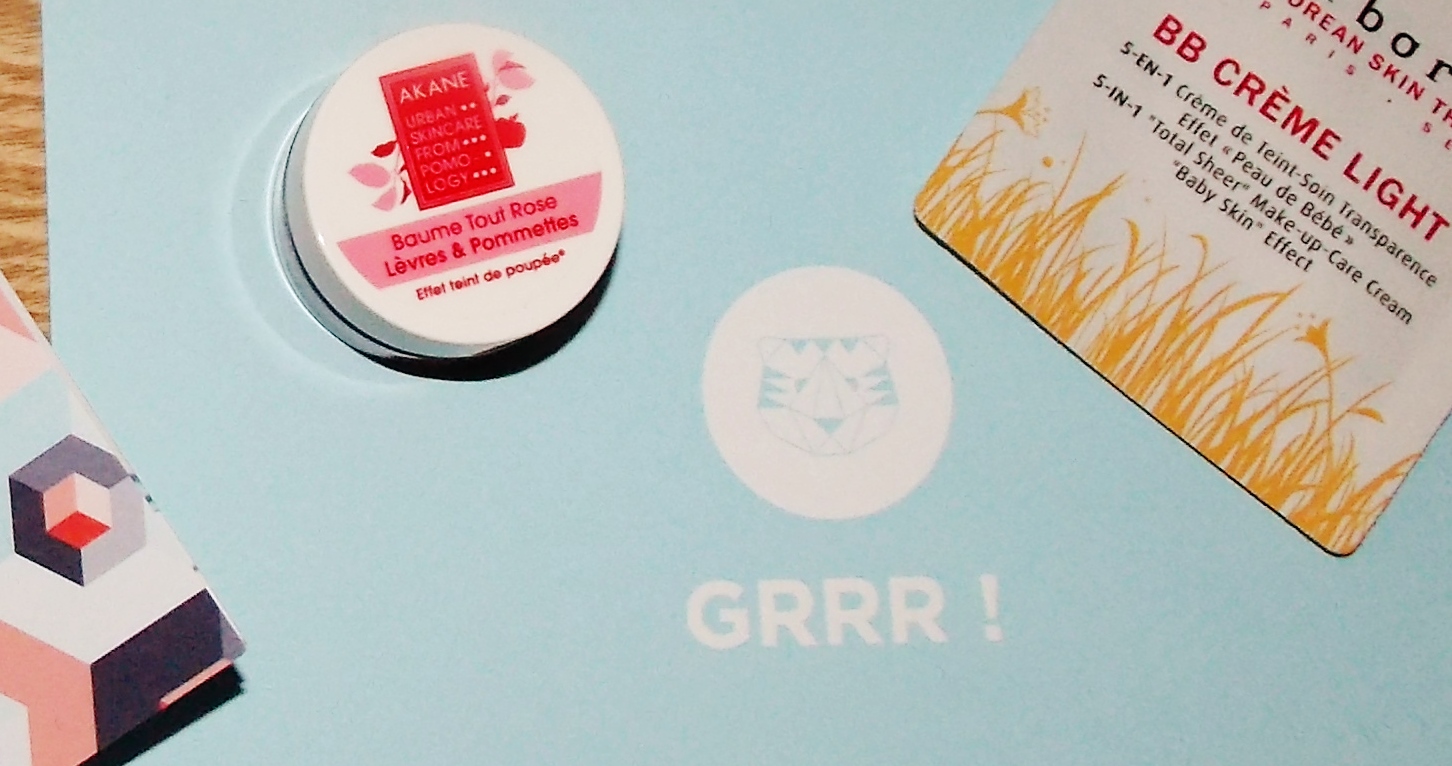 AKANE
URBAN
SKINCARE
FROM
POMO
LOGY
Baume Tout Rose
Lèvres & Pommettes
Effet teint de poupée*
PARIS
BB CRÈME LIGHT
5-EN-1 Crème de Teint-Soin Transparence
Effet « Peau de Bébé »
5-IN-1 "Total Sheer" Make-up-Care Cream
"Baby Skin" Effect
GRRR !